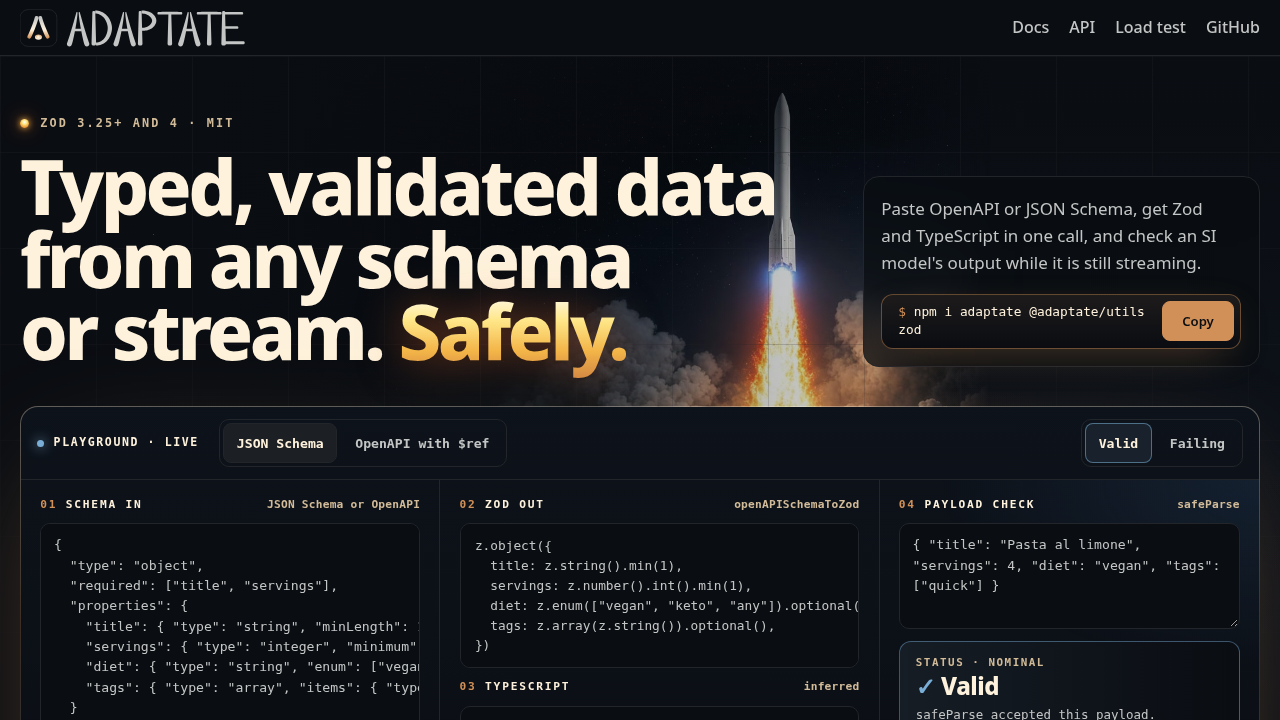 ADAPTATE
Docs API Load test GitHub
ZOD 3.25+ AND 4 · MIT
Typed, validated data
from any schema
or stream. Safely.
Paste OpenAPI or JSON Schema, get Zod
and TypeScript in one call, and check an SI
model's output while it is still streaming.
$ npm i adaptate @adaptate/utils
zod
Copy
PLAYGROUND · LIVE
JSON Schema
OpenAPI with $ref
Valid
Failing
01 SCHEMA IN
JSON Schema or OpenAPI
{
  "type": "object",
  "required": ["title", "servings"],
  "properties": {
    "title": { "type": "string", "minLength":
    "servings": { "type": "integer", "minimum"
    "diet": { "type": "string", "enum": ["vegan
    "tags": { "type": "array", "items": { "type
  }
02 ZOD OUT
openAPISchemaToZod
z.object({
  title: z.string().min(1),
  servings: z.number().int().min(1),
  diet: z.enum(["vegan", "keto", "any"]).optional(
  tags: z.array(z.string()).optional(),
})
03 TYPESCRIPT
inferred
04 PAYLOAD CHECK
safeParse
{ "title": "Pasta al limone",
"servings": 4, "diet": "vegan", "tags":
["quick"] }
STATUS · NOMINAL
✓ Valid
safeParse accepted this payload.